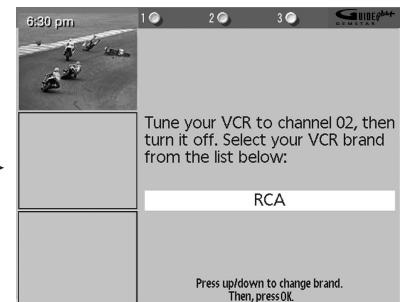 6:30 pm 1 2 3 GUIDE Plus+
GEMSTAR
Tune your VCR to channel 02, then
turn it off. Select your VCR brand
from the list below:
RCA
Press up/down to change brand.
Then, press OK.